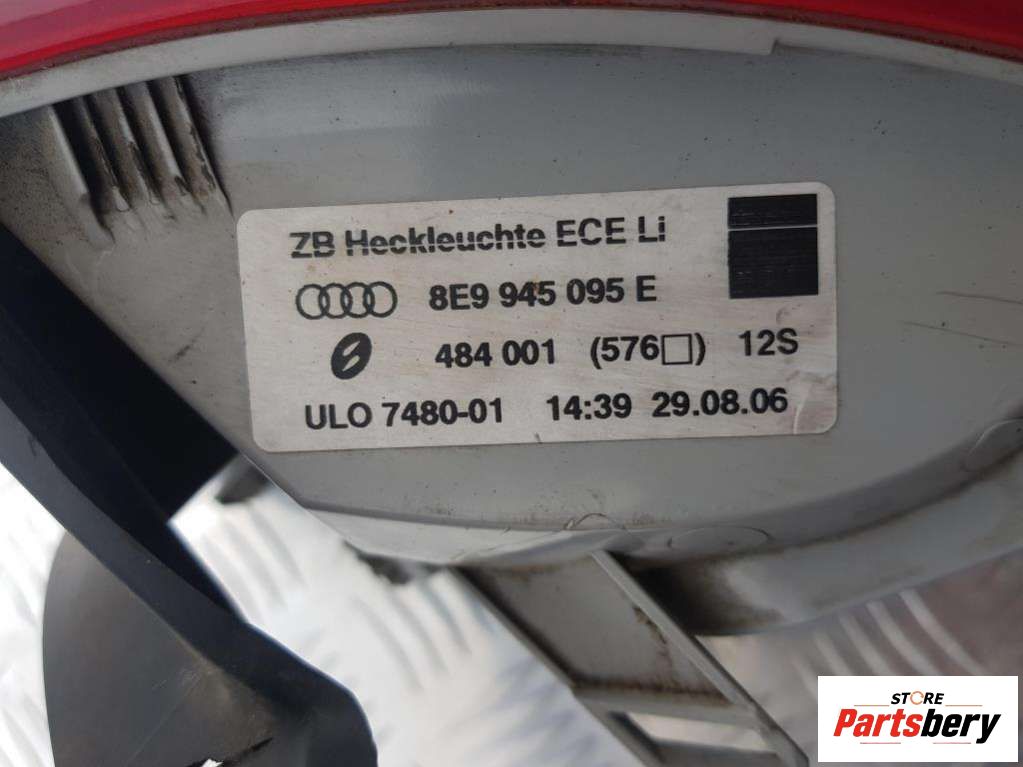 ZB Heckleuchte ECE Li
8E9 945 095 E
484 001 (576□) 12S
ULO 7480-01 14:39 29.08.06
STORE
Partsbery